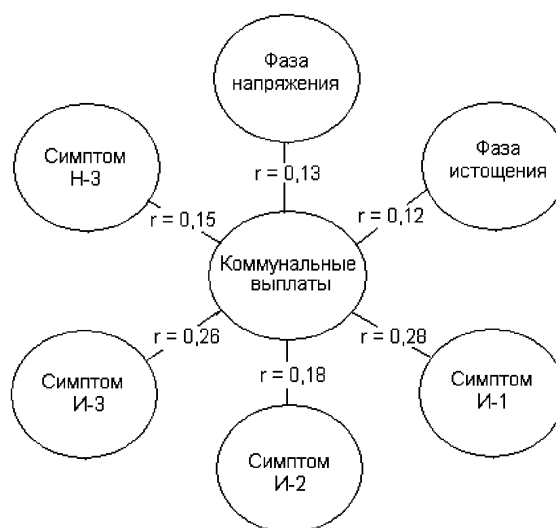 Фаза
напряжения
Симптом
Н-3
Фаза
истощения
r = 0,13
r = 0,15
r = 0,12
Коммунальные
выплаты
r = 0,26
r = 0,28
r = 0,18
Симптом
И-3
Симптом
И-1
Симптом
И-2